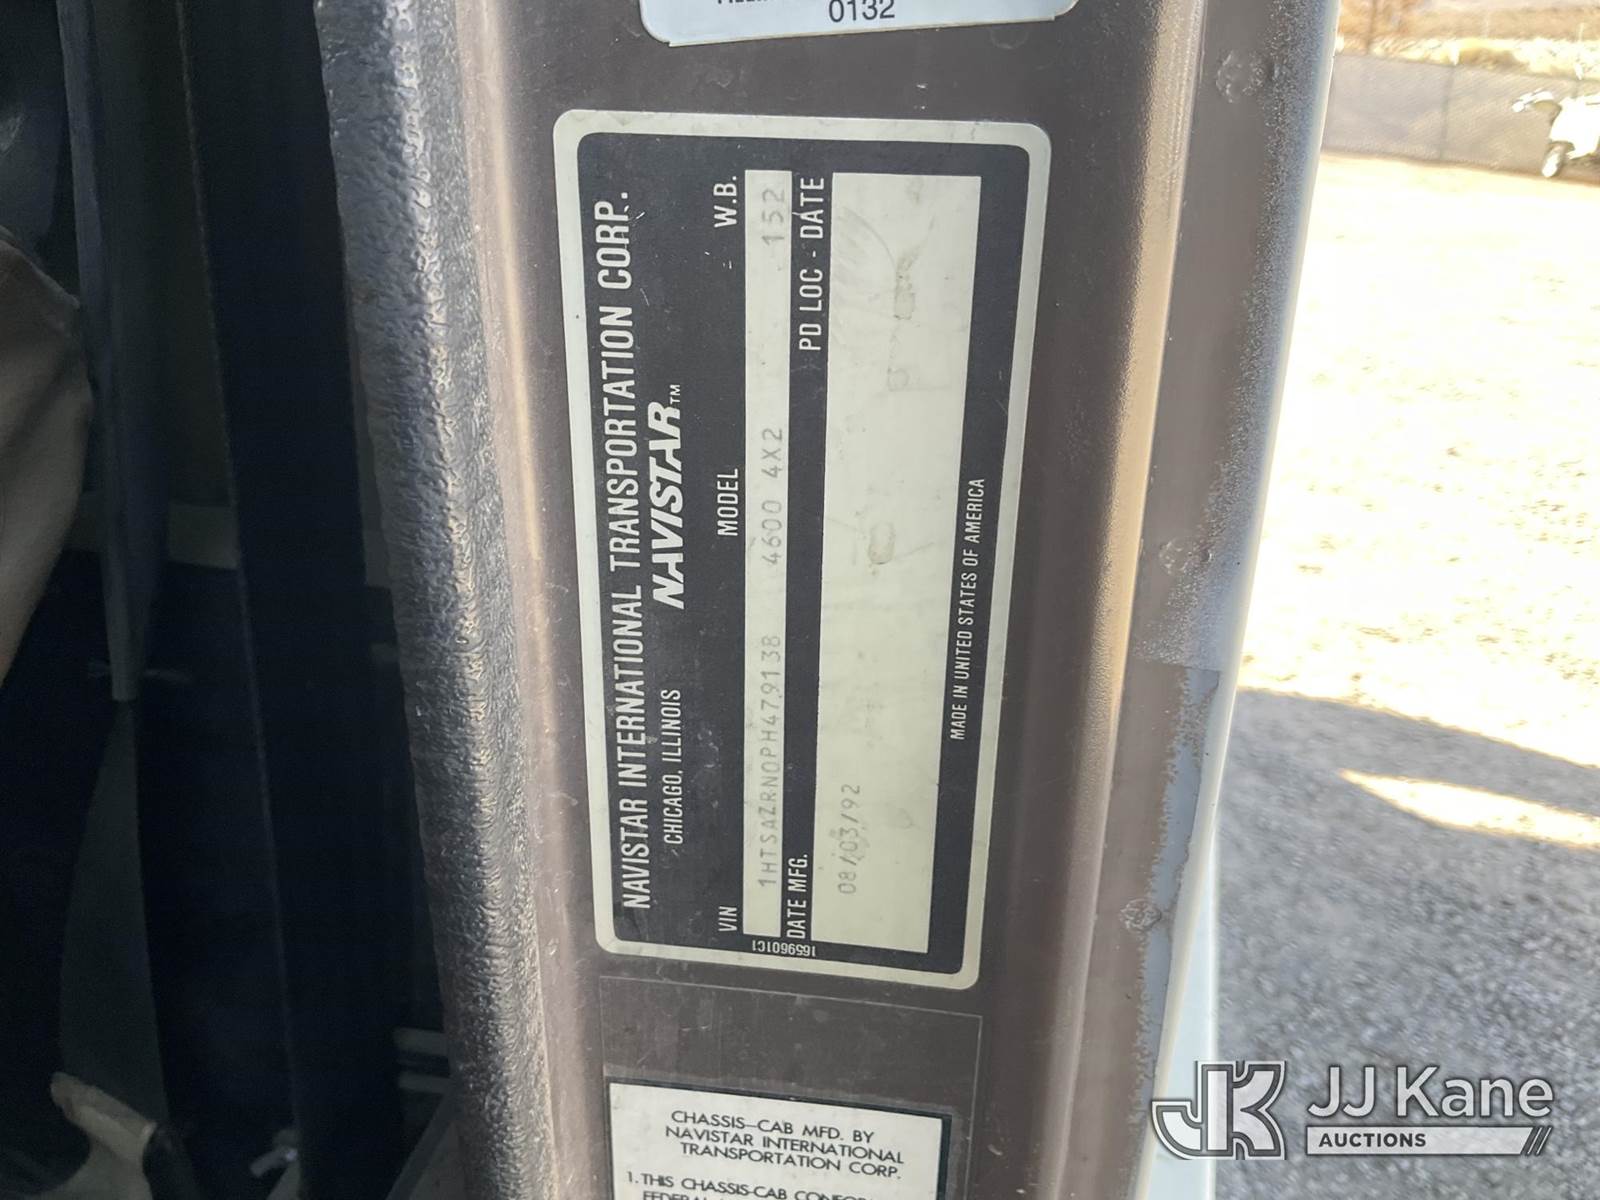 0132
NAVISTAR INTERNATIONAL TRANSPORTATION CORP.
CHICAGO, ILLINOIS NAVISTAR™
VIN MODEL W.B.
1HTSAZRN0PH479138 4600 4X2 152
DATE MFG. PD LOC - DATE
08/03/92
MADE IN UNITED STATES OF AMERICA
1659601C1
CHASSIS-CAB MFD. BY
NAVISTAR INTERNATIONAL
TRANSPORTATION CORP.
1. THIS CHASSIS-CAB
JK JJ Kane
AUCTIONS